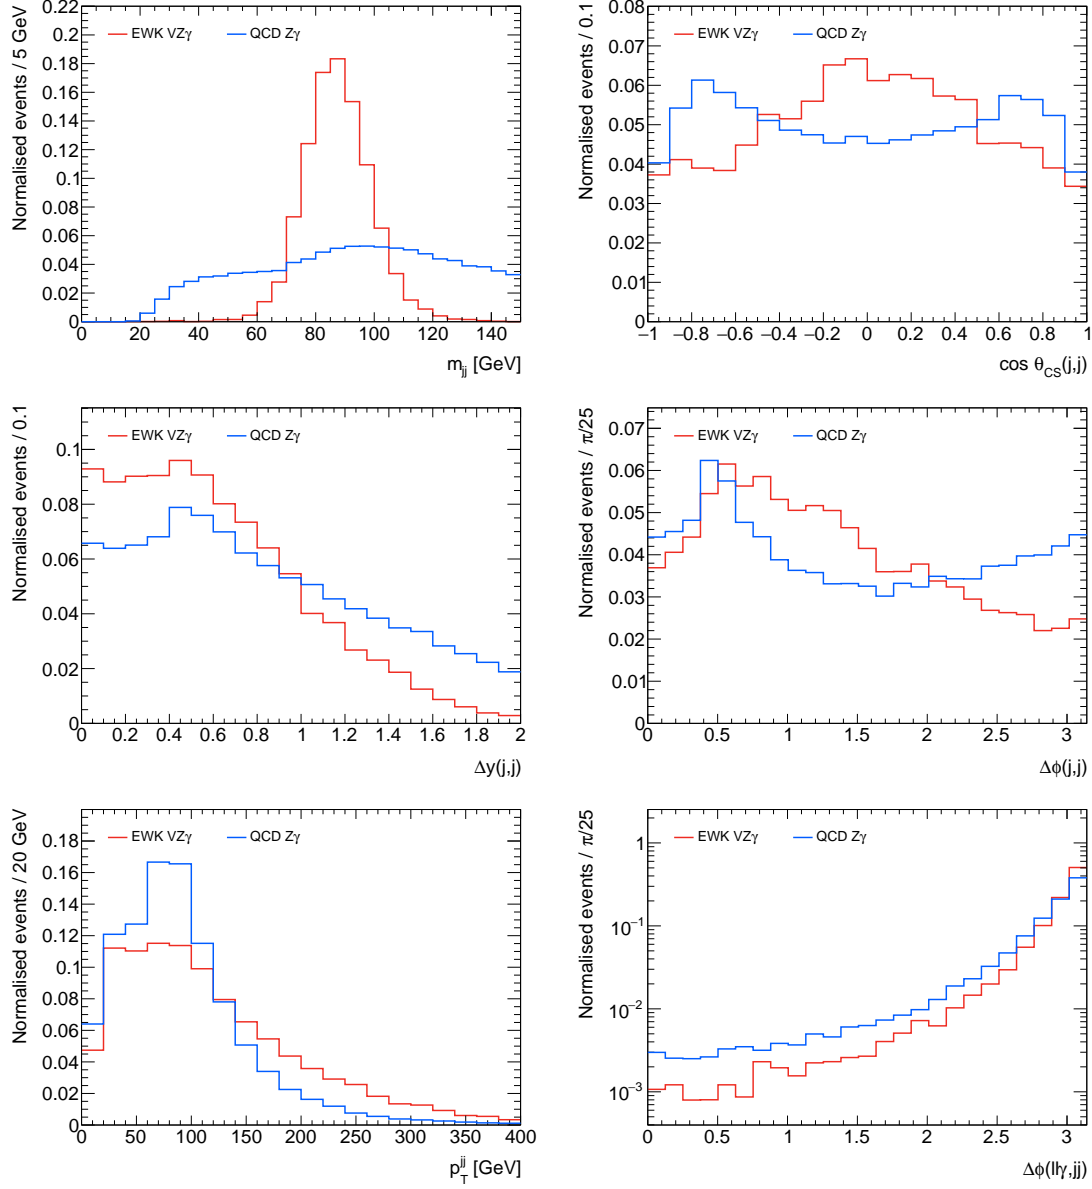 Normalised events / 5 GeV
0.22
0.2
0.18
0.16
0.14
0.12
0.1
0.08
0.06
0.04
0.02
0
EWK VZγ
QCD Zγ
0 20 40 60 80 100 120 140
m_jj [GeV]
Normalised events / 0.1
0.08
0.07
0.06
0.05
0.04
0.03
0.02
0.01
0
EWK VZγ
QCD Zγ
−1 −0.8 −0.6 −0.4 −0.2 0 0.2 0.4 0.6 0.8 1
cos θ_CS(j,j)
Normalised events / 0.1
0.1
0.08
0.06
0.04
0.02
0
EWK VZγ
QCD Zγ
0 0.2 0.4 0.6 0.8 1 1.2 1.4 1.6 1.8 2
Δy(j,j)
Normalised events / π/25
0.07
0.06
0.05
0.04
0.03
0.02
0.01
0
EWK VZγ
QCD Zγ
0 0.5 1 1.5 2 2.5 3
Δϕ(j,j)
Normalised events / 20 GeV
0.18
0.16
0.14
0.12
0.1
0.08
0.06
0.04
0.02
0
EWK VZγ
QCD Zγ
0 50 100 150 200 250 300 350 400
p_T^jj [GeV]
Normalised events / π/25
1
10⁻¹
10⁻²
10⁻³
EWK VZγ
QCD Zγ
0 0.5 1 1.5 2 2.5 3
Δϕ(llγ,jj)